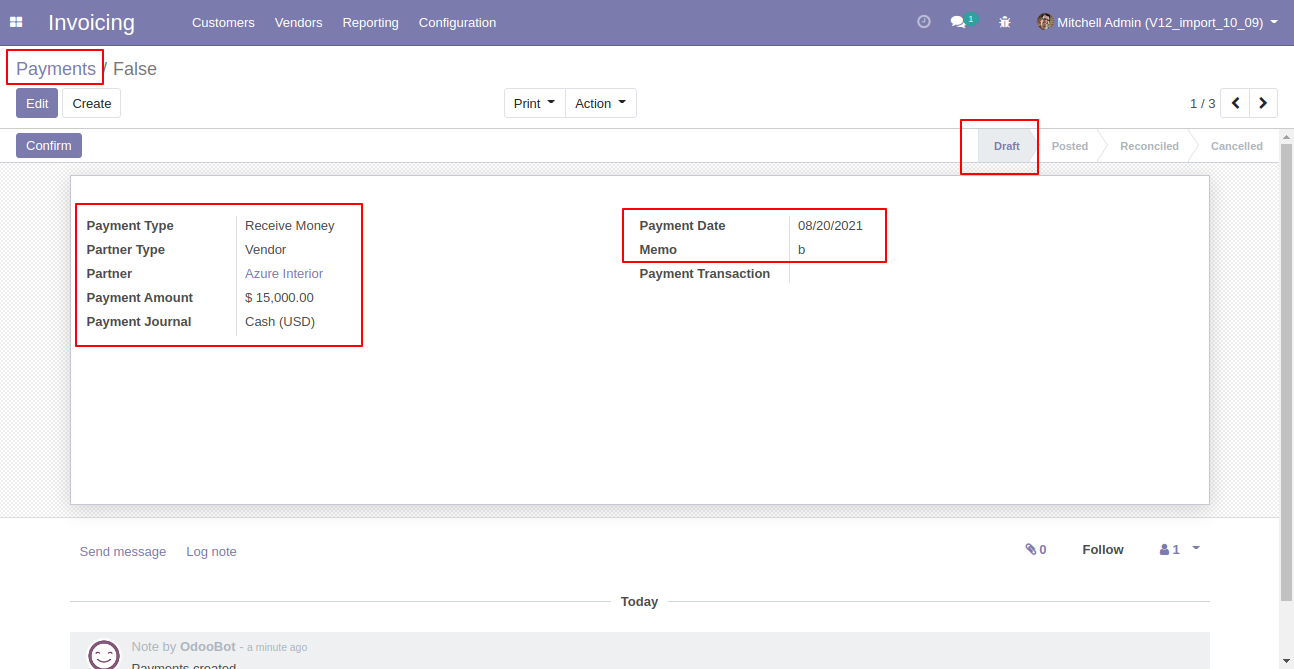 Invoicing Customers Vendors Reporting Configuration 1 Mitchell Admin (V12_import_10_09)
Payments / False
Edit Create Print Action 1 / 3
Confirm Draft Posted Reconciled Cancelled
Payment Type Receive Money Payment Date 08/20/2021
Partner Type Vendor Memo b
Partner Azure Interior Payment Transaction
Payment Amount $ 15,000.00
Payment Journal Cash (USD)
Send message Log note 0 Follow 1
Today
Note by OdooBot - a minute ago
Payments created